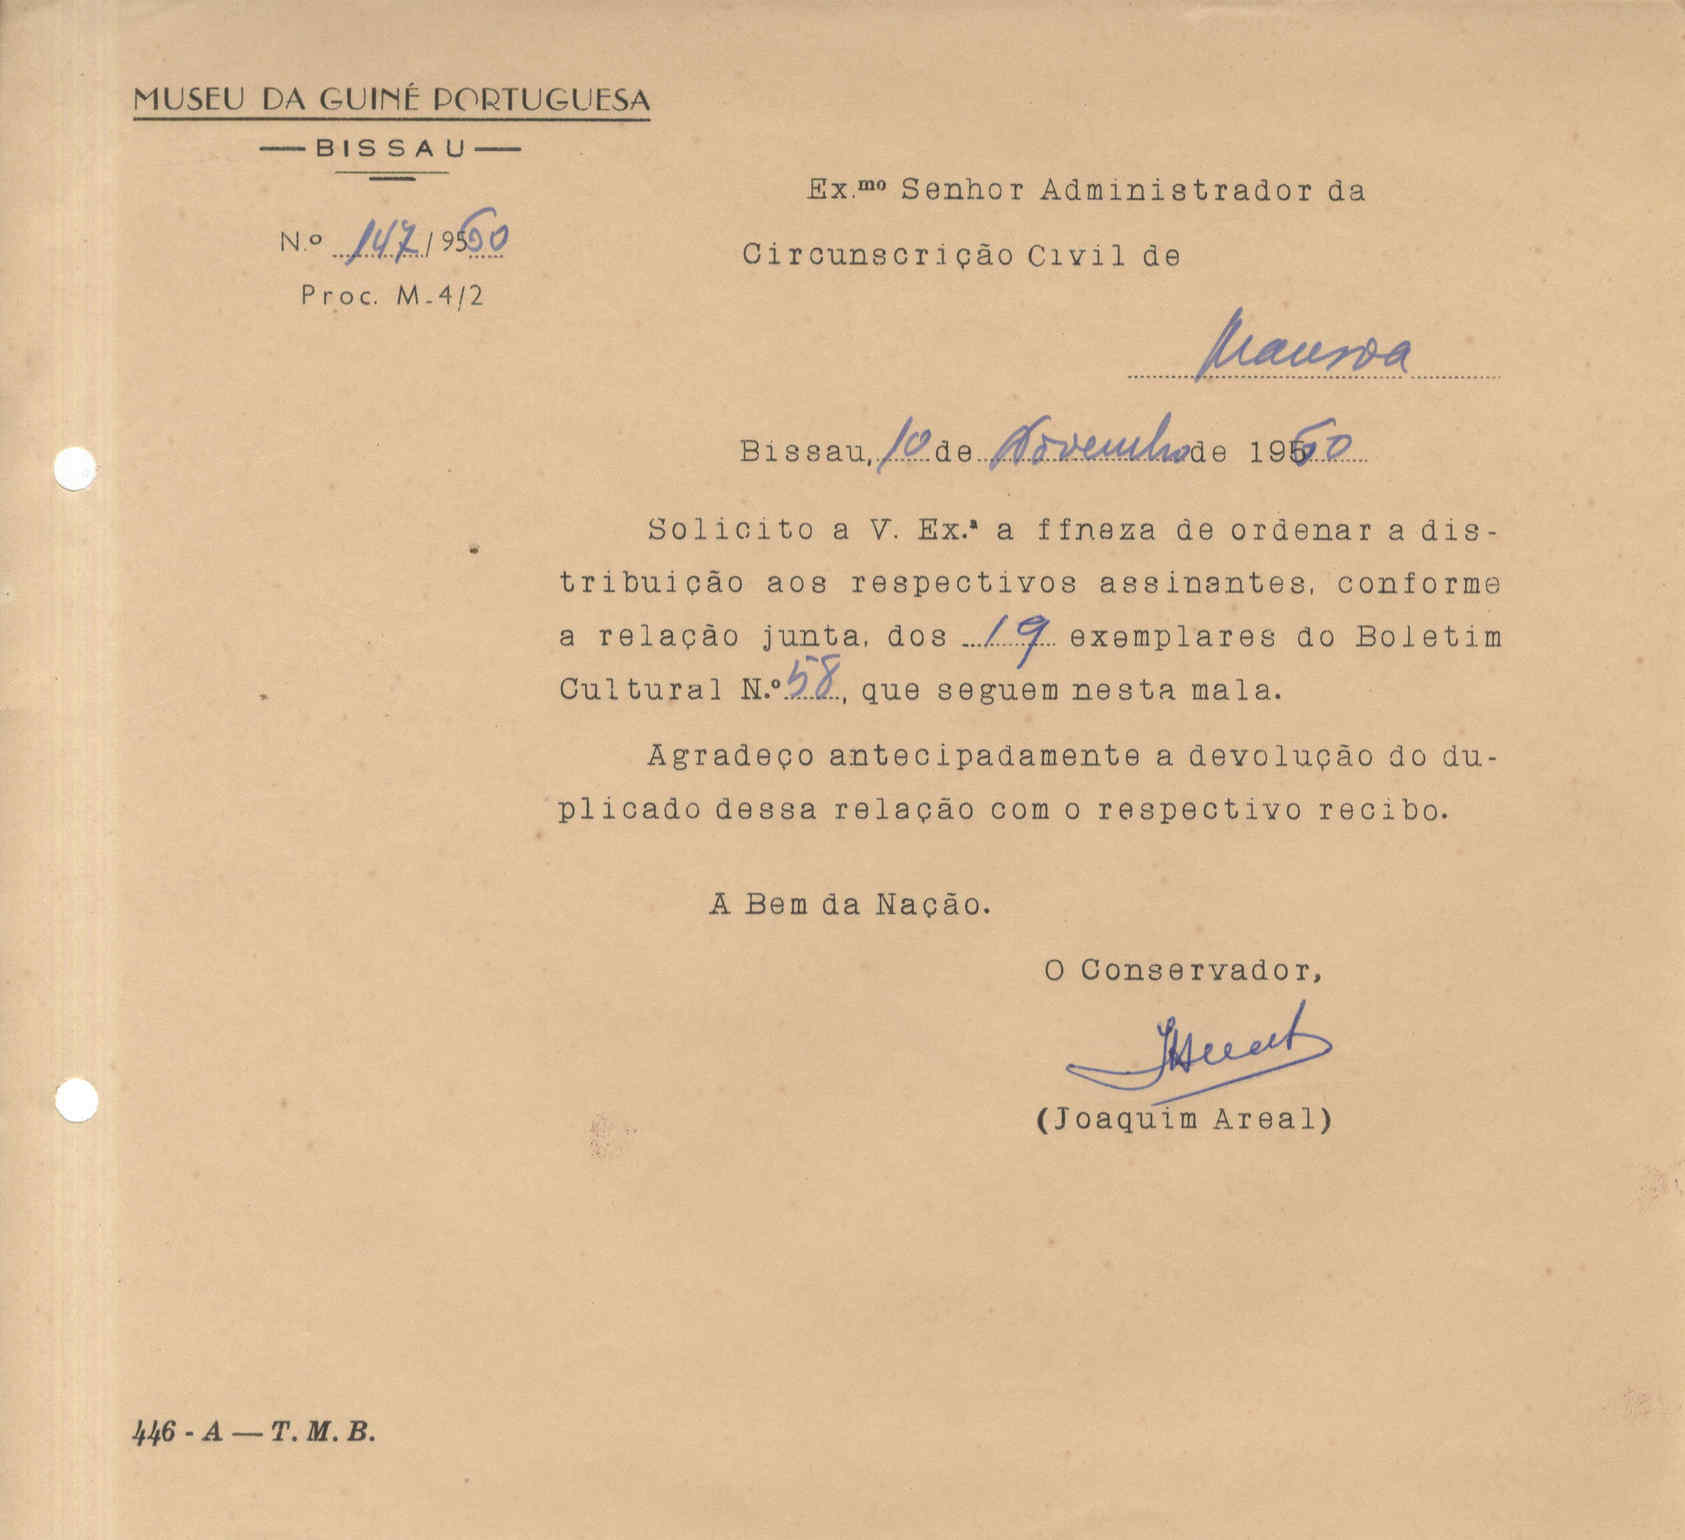 MUSEU DA GUINÉ PORTUGUESA
— BISSAU —
N.º 147 / 960
Proc. M-4/2
Ex.mo Senhor Administrador da
Circunscrição Civil de
Mansoa
Bissau, 10 de Novembro de 1960
Solicito a V. Ex.ª a ffneza de ordenar a dis-
tribuição aos respectivos assinantes, conforme
a relação junta, dos 19 exemplares do Boletim
Cultural N.º 58, que seguem nesta mala.
Agradeço antecipadamente a devolução do du-
plicado dessa relação com o respectivo recibo.
A Bem da Nação.
O Conservador,
(Joaquim Areal)
446 - A — T. M. B.